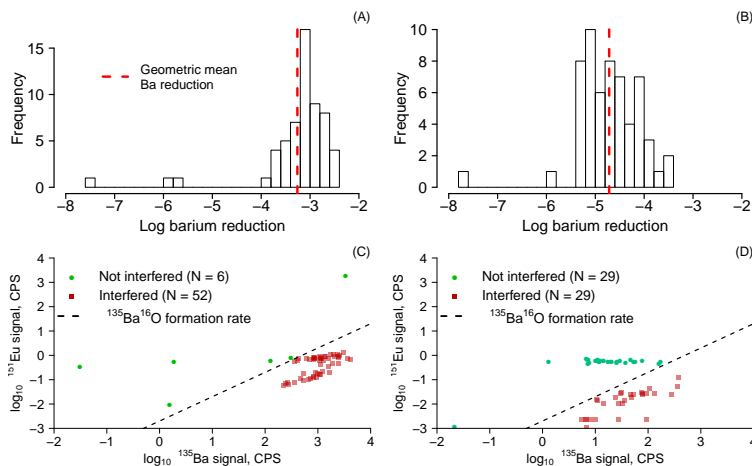 (A)
Frequency
15
10
5
0
Geometric mean
Ba reduction
−8 −7 −6 −5 −4 −3 −2
Log barium reduction
(B)
Frequency
10
8
6
4
2
0
−8 −7 −6 −5 −4 −3 −2
Log barium reduction
(C)
log₁₀ ¹⁵¹Eu signal, CPS
4
3
2
1
0
−1
−2
−3
Not interfered (N = 6)
Interfered (N = 52)
¹³⁵Ba¹⁶O formation rate
−2 −1 0 1 2 3 4
log₁₀ ¹³⁵Ba signal, CPS
(D)
log₁₀ ¹⁵¹Eu signal, CPS
4
3
2
1
0
−1
−2
−3
Not interfered (N = 29)
Interfered (N = 29)
¹³⁵Ba¹⁶O formation rate
−2 −1 0 1 2 3 4
log₁₀ ¹³⁵Ba signal, CPS